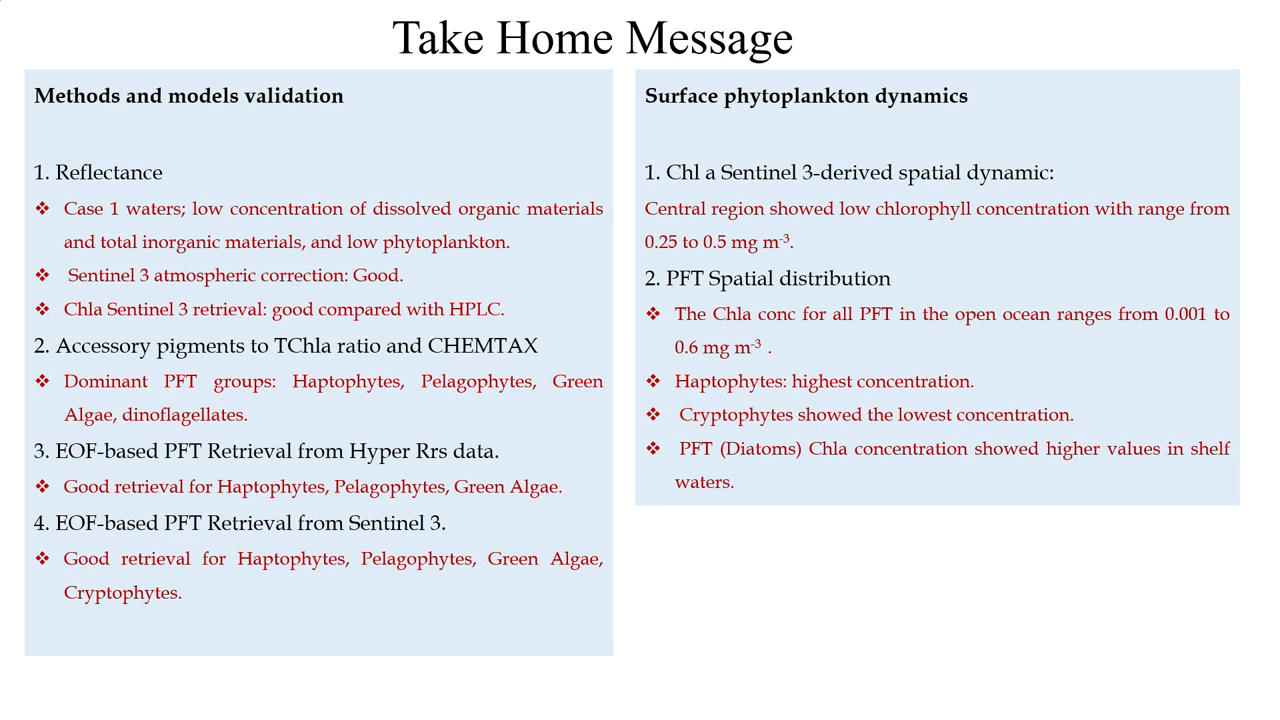 Take Home Message
Methods and models validation
1. Reflectance
❖ Case 1 waters; low concentration of dissolved organic materials
and total inorganic materials, and low phytoplankton.
❖ Sentinel 3 atmospheric correction: Good.
❖ Chla Sentinel 3 retrieval: good compared with HPLC.
2. Accessory pigments to TChla ratio and CHEMTAX
❖ Dominant PFT groups: Haptophytes, Pelagophytes, Green
Algae, dinoflagellates.
3. EOF-based PFT Retrieval from Hyper Rrs data.
❖ Good retrieval for Haptophytes, Pelagophytes, Green Algae.
4. EOF-based PFT Retrieval from Sentinel 3.
❖ Good retrieval for Haptophytes, Pelagophytes, Green Algae,
Cryptophytes.
Surface phytoplankton dynamics
1. Chl a Sentinel 3-derived spatial dynamic:
Central region showed low chlorophyll concentration with range from
0.25 to 0.5 mg m⁻³.
2. PFT Spatial distribution
❖ The Chla conc for all PFT in the open ocean ranges from 0.001 to
0.6 mg m⁻³ .
❖ Haptophytes: highest concentration.
❖ Cryptophytes showed the lowest concentration.
❖ PFT (Diatoms) Chla concentration showed higher values in shelf
waters.